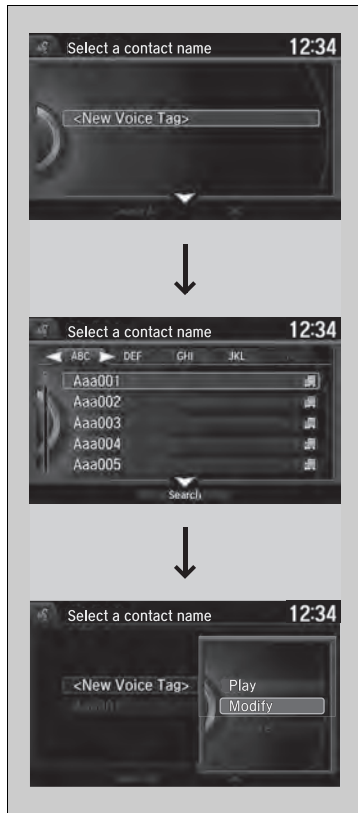 Select a contact name 12:34
<New Voice Tag>
Select a contact name 12:34
ABC DEF GHI JKL
Aaa001
Aaa002
Aaa003
Aaa004
Aaa005
Search
Select a contact name 12:34
<New Voice Tag>
Aaa001
Play
Modify